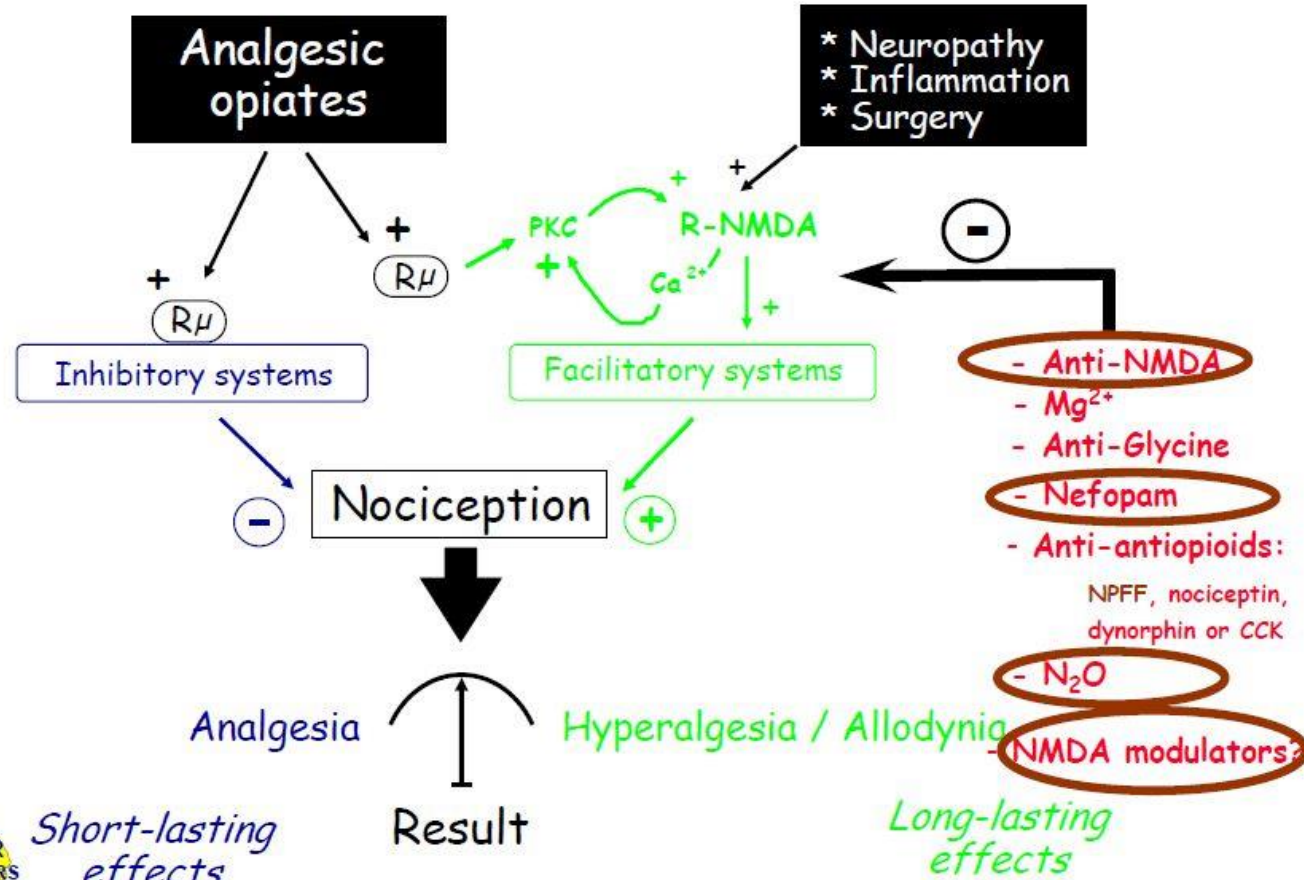 Analgesic
opiates
* Neuropathy
* Inflammation
* Surgery
+
+
+
+
PKC
R-NMDA
-
+
Rµ
+
Rµ
Ca²⁺
+
Inhibitory systems
Facilitatory systems
- Anti-NMDA
- Mg²⁺
- Anti-Glycine
- Nefopam
- Anti-antiopioids:
NPFF, nociceptin,
dynorphin or CCK
- N₂O
- NMDA modulators?
-
Nociception
+
Analgesia
Hyperalgesia / Allodynia
Result
Short-lasting
effects
Long-lasting
effects